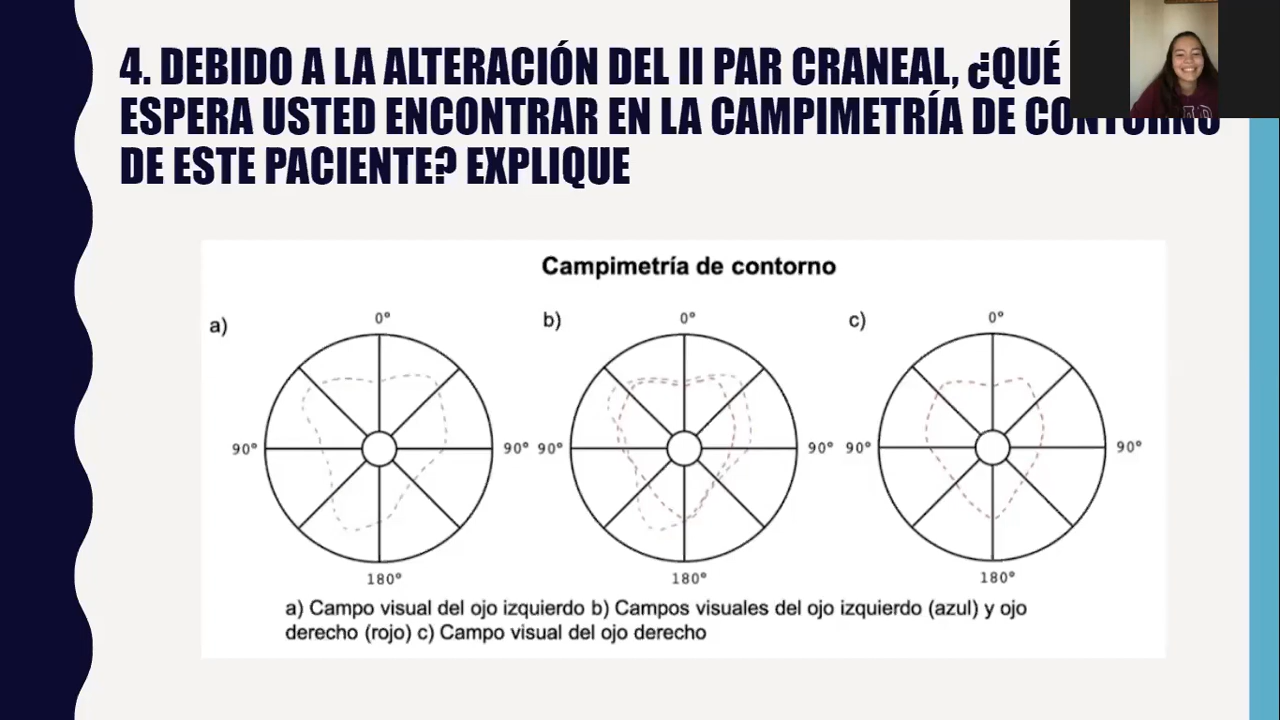 4. DEBIDO A LA ALTERACIÓN DEL II PAR CRANEAL, ¿QUÉ
ESPERA USTED ENCONTRAR EN LA CAMPIMETRÍA DE CONTORNO
DE ESTE PACIENTE? EXPLIQUE
Campimetría de contorno
a) b) c)
0° 0° 0°
90° 90° 90° 90° 90° 90°
180° 180° 180°
a) Campo visual del ojo izquierdo b) Campos visuales del ojo izquierdo (azul) y ojo
derecho (rojo) c) Campo visual del ojo derecho